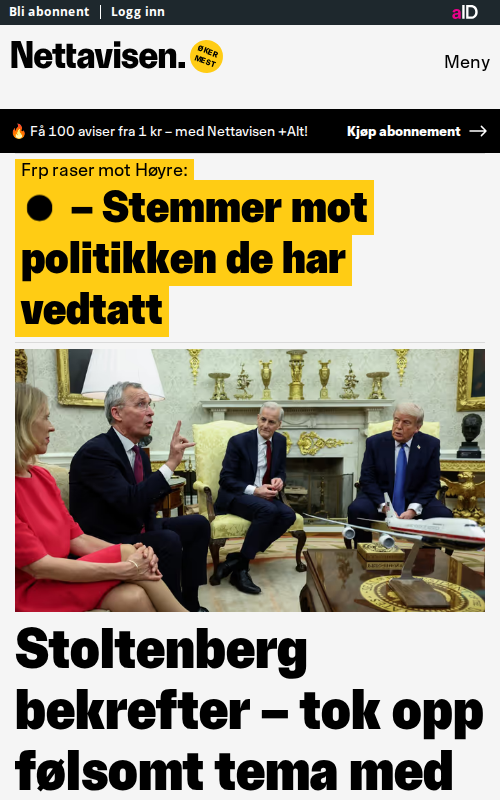 Bli abonnent | Logg inn
aID
Nettavisen.
ØKER
MEST
Meny
🔥 Få 100 aviser fra 1 kr – med Nettavisen +Alt!
Kjøp abonnement →
Frp raser mot Høyre:
– Stemmer mot
politikken de har
vedtatt
Stoltenberg
bekrefter – tok opp
følsomt tema med